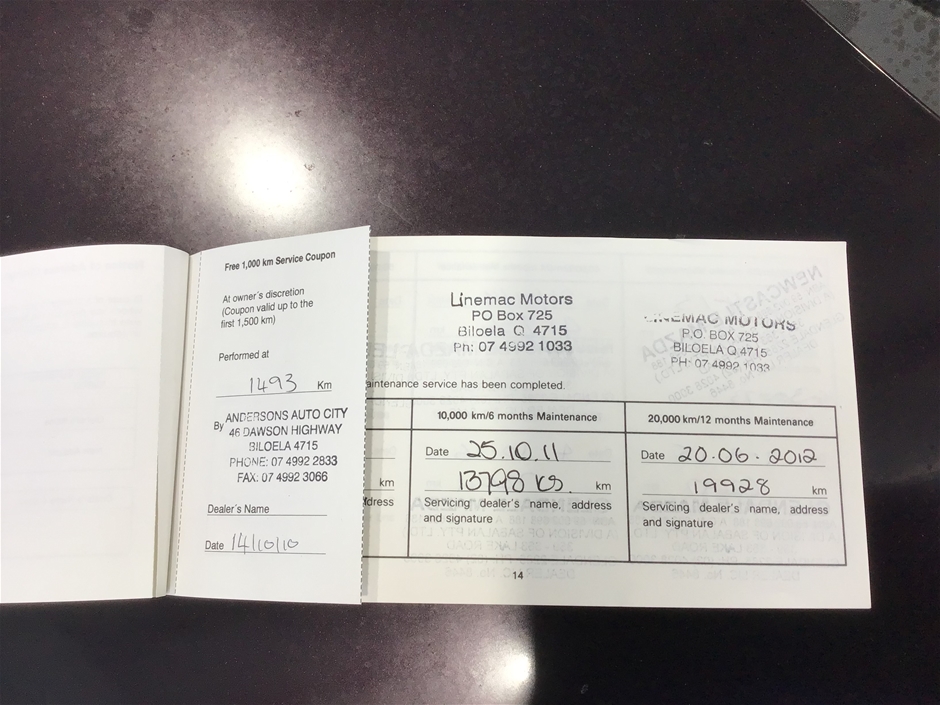 Free 1,000 km Service Coupon
At owner's discretion
(Coupon valid up to the
first 1,500 km)
Performed at
1493 Km
By ANDERSONS AUTO CITY
46 DAWSON HIGHWAY
BILOELA 4715
PHONE: 07 4992 2833
FAX: 07 4992 3066
Dealer's Name
Date 14/10/10
Linemac Motors
PO Box 725
Biloela Q 4715
Ph: 07 4992 1033
LINEMAC MOTORS
P.O. BOX 725
BILOELA Q 4715
PH- 07 4992 1033
aintenance service has been completed.
km
dress
10,000 km/6 months Maintenance
Date 25.10.11
13798 KS. km
Servicing dealer's name, address
and signature
20,000 km/12 months Maintenance
Date 20.06.2012
19928 km
Servicing dealer's name, address
and signature
14